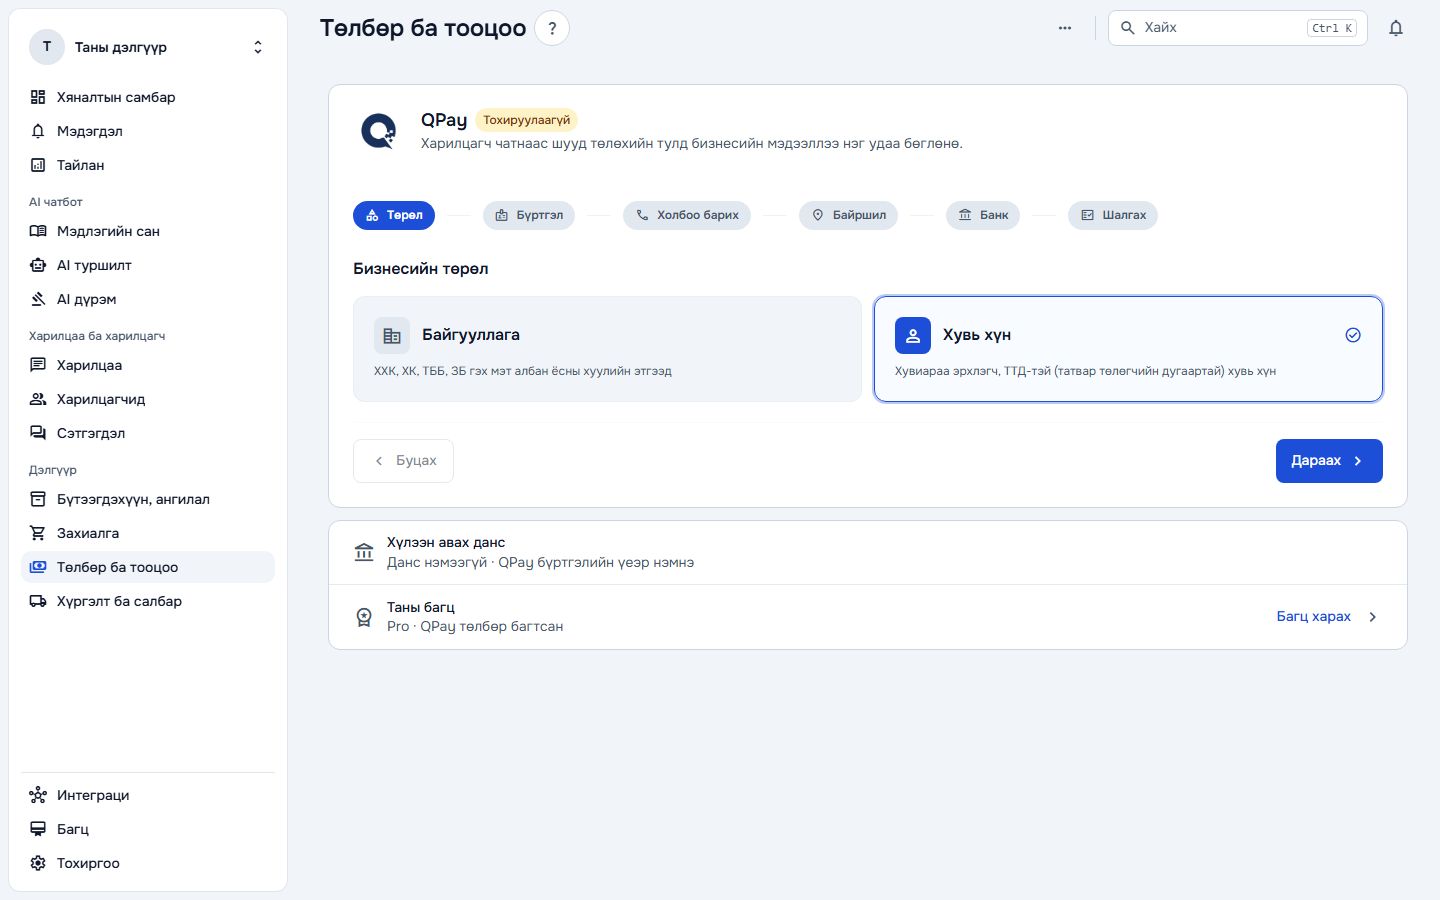 Т
Таны дэлгүүр
Хяналтын самбар
Мэдэгдэл
Тайлан
AI чатбот
Мэдлэгийн сан
AI туршилт
AI дүрэм
Харилцаа ба харилцагч
Харилцаа
Харилцагчид
Сэтгэгдэл
Дэлгүүр
Бүтээгдэхүүн, ангилал
Захиалга
Төлбөр ба тооцоо
Хүргэлт ба салбар
Интеграци
Багц
Тохиргоо
Төлбөр ба тооцоо ?
Хайх Ctrl K
QPay Тохируулаагүй
Харилцагч чатнаас шууд төлөхийн тулд бизнесийн мэдээллээ нэг удаа бөглөнө.
Төрөл Бүртгэл Холбоо барих Байршил Банк Шалгах
Бизнесийн төрөл
Байгууллага
ХХК, ХК, ТББ, ЗБ гэх мэт албан ёсны хуулийн этгээд
Хувь хүн
Хувиараа эрхлэгч, ТТД-тэй (татвар төлөгчийн дугаартай) хувь хүн
Буцах
Дараах
Хүлээн авах данс
Данс нэмээгүй · QPay бүртгэлийн үеэр нэмнэ
Таны багц
Pro · QPay төлбөр багтсан
Багц харах